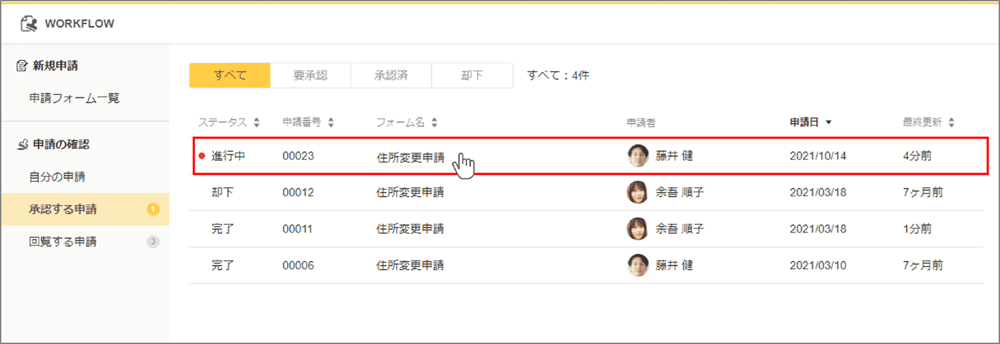 WORKFLOW
新規申請
申請フォーム一覧
申請の確認
自分の申請
承認する申請 1
回覧する申請 3
すべて 要承認 承認済 却下 すべて：4件
ステータス 申請番号 フォーム名 申請者 申請日 最終更新
進行中 00023 住所変更申請 藤井 健 2021/10/14 4分前
却下 00012 住所変更申請 余吾 順子 2021/03/18 7ヶ月前
完了 00011 住所変更申請 余吾 順子 2021/03/18 1分前
完了 00006 住所変更申請 藤井 健 2021/03/10 7ヶ月前